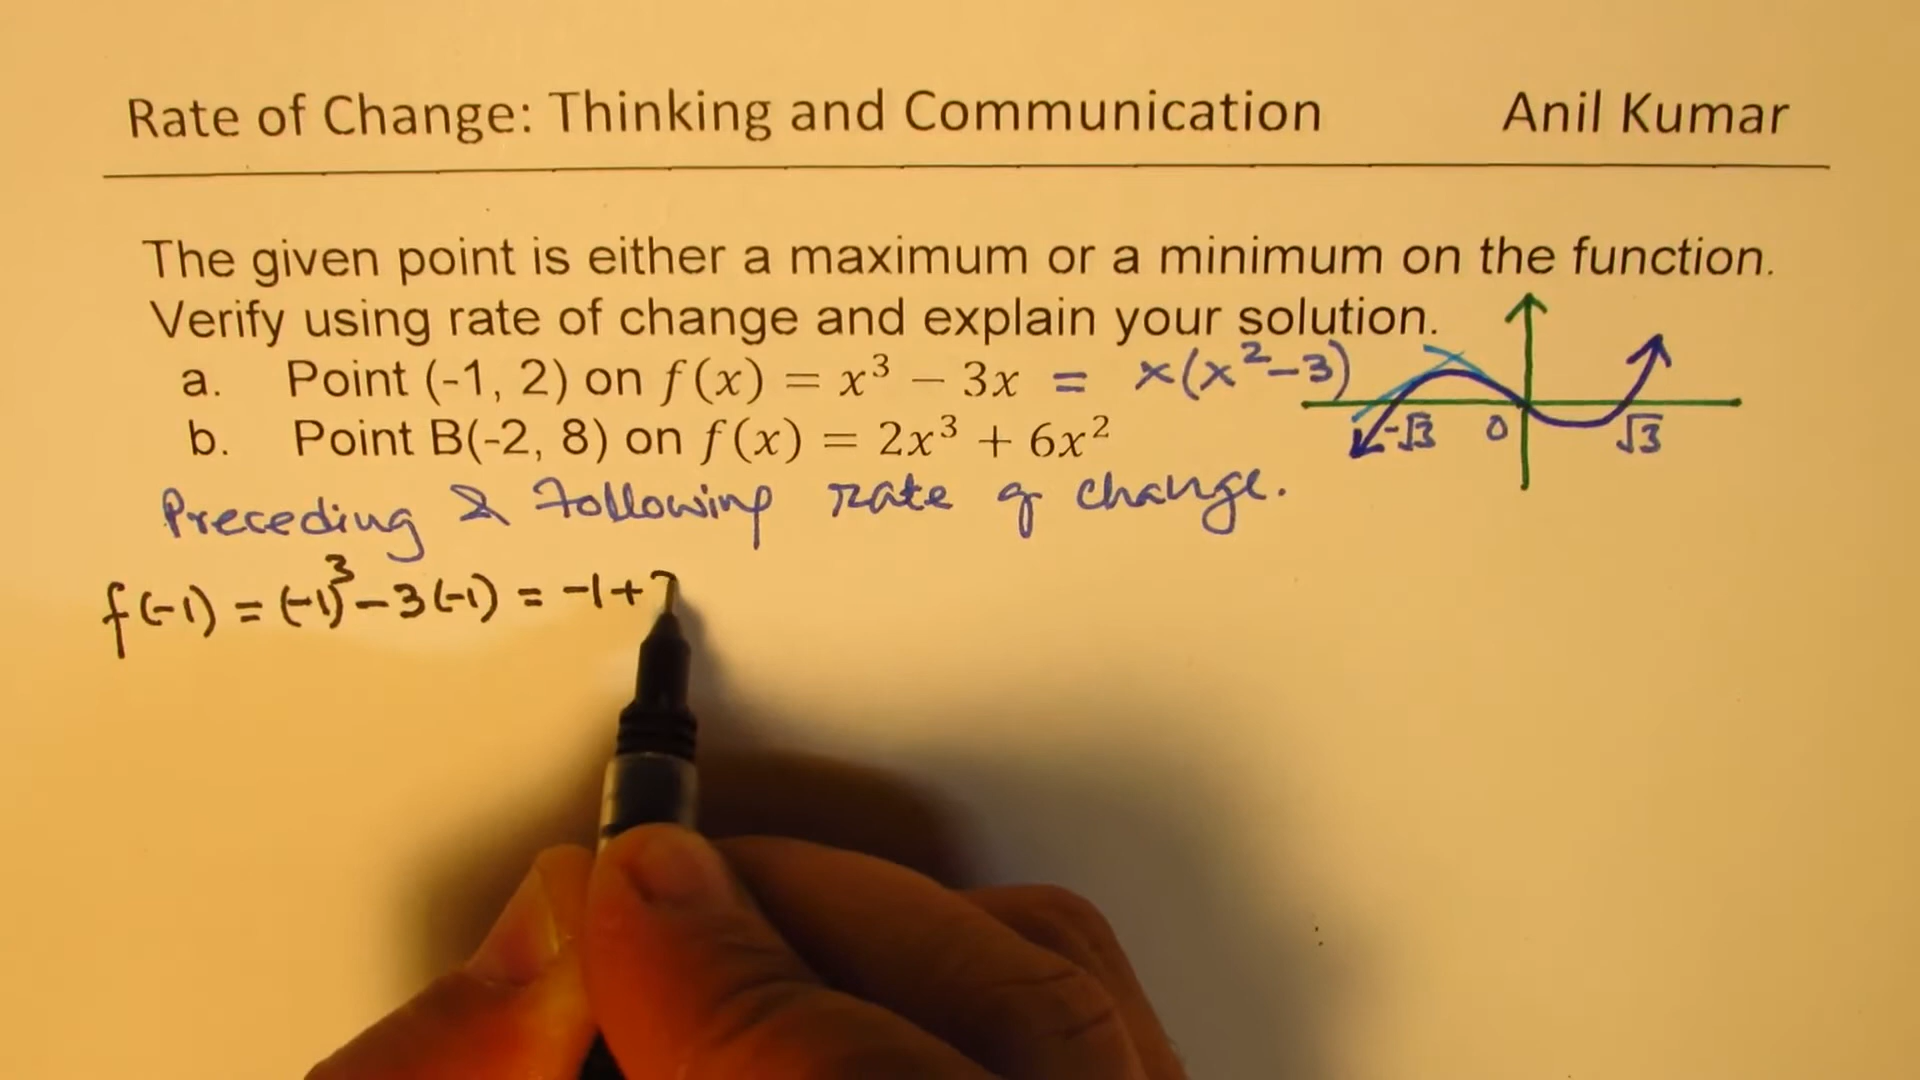 Rate of Change: Thinking and Communication Anil Kumar
The given point is either a maximum or a minimum on the function.
Verify using rate of change and explain your solution.
a. Point (-1, 2) on f(x) = x³ − 3x = x(x²−3)
-√3 0 √3
b. Point B(-2, 8) on f(x) = 2x³ + 6x²
Preceding & Following rate of change.
f(-1) = (-1)³ − 3(-1) = -1+